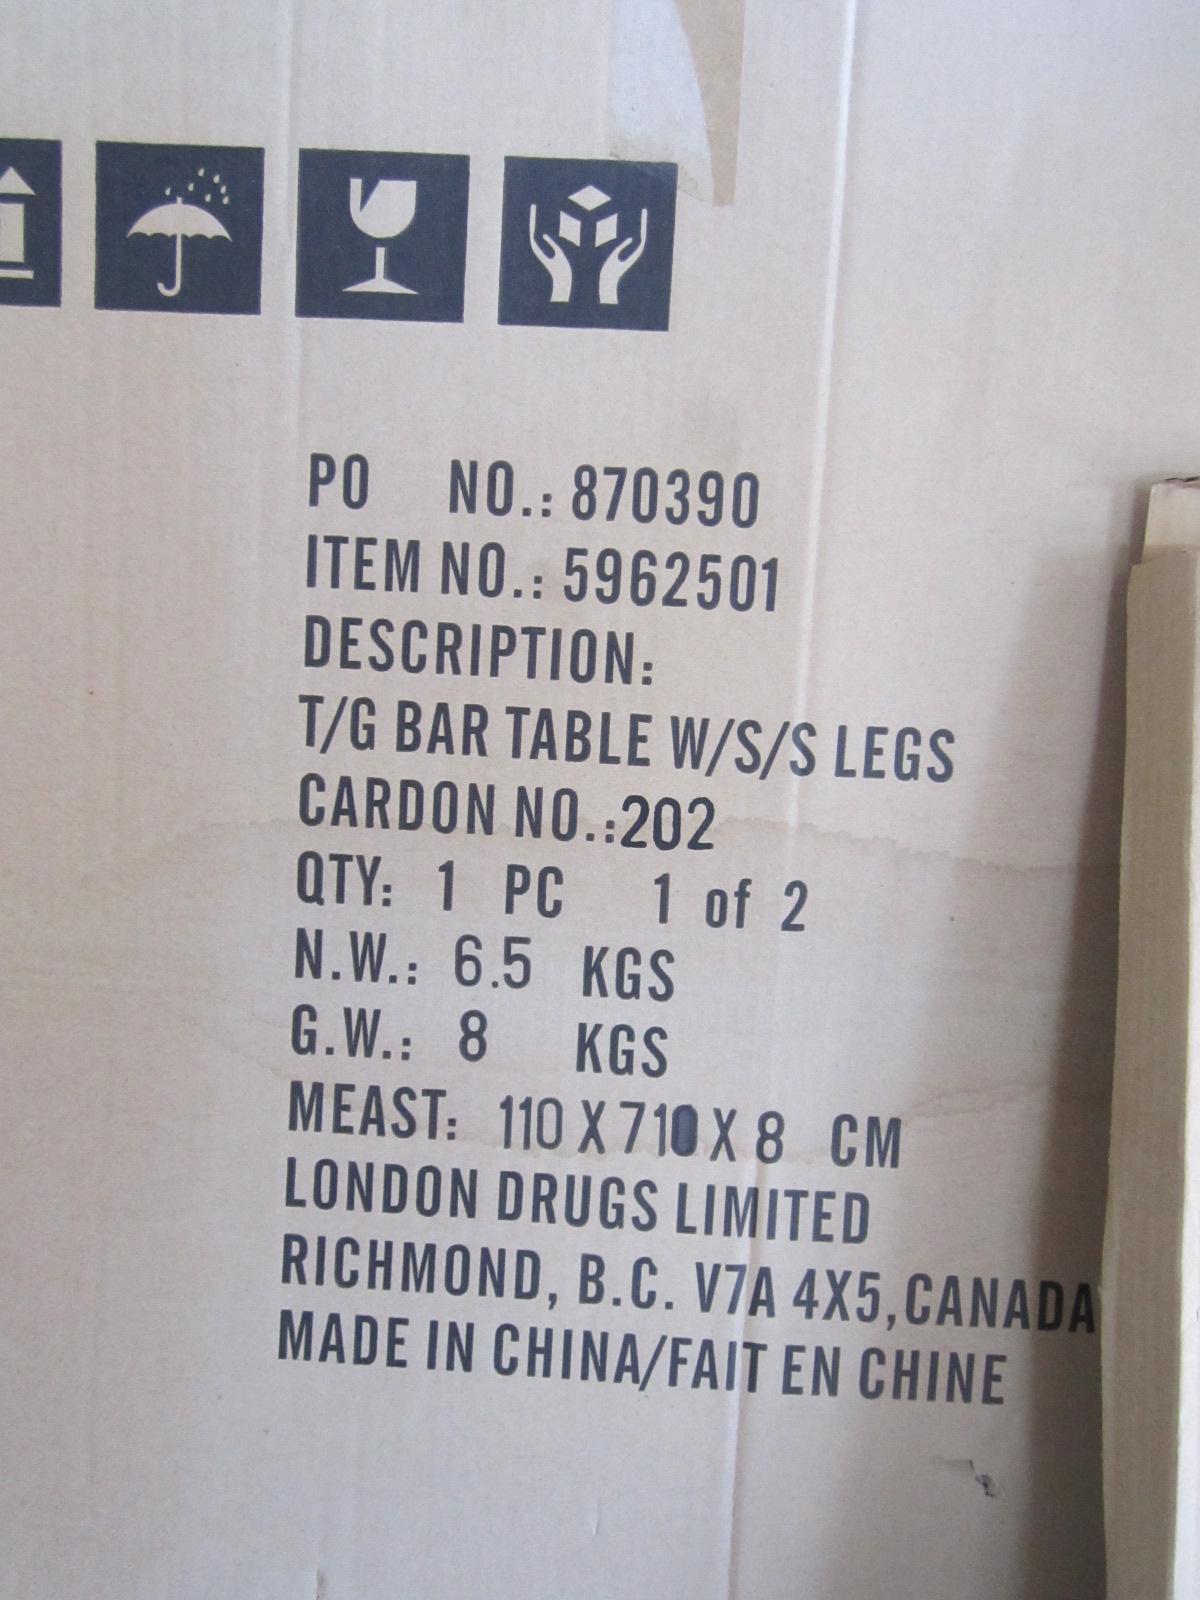 PO NO.: 870390
ITEM NO.: 5962501
DESCRIPTION:
T/G BAR TABLE W/S/S LEGS
CARDON NO.:202
QTY: 1 PC 1 of 2
N.W.: 6.5 KGS
G.W.: 8 KGS
MEAST: 110 X 710 X 8 CM
LONDON DRUGS LIMITED
RICHMOND, B.C. V7A 4X5,CANADA
MADE IN CHINA/FAIT EN CHINE